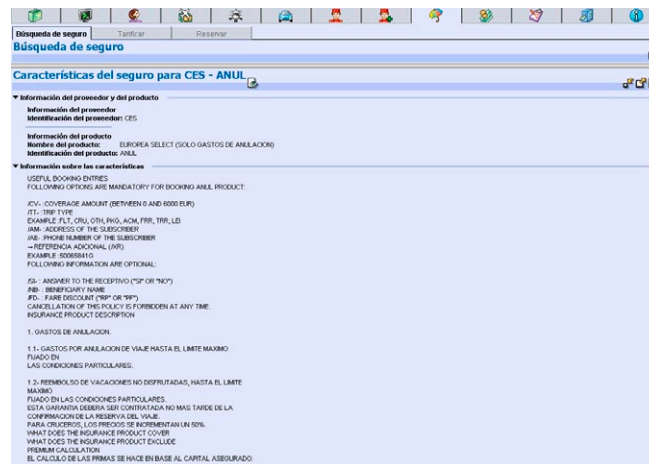 Búsqueda de seguro Tarificar Reservar
Búsqueda de seguro
Características del seguro para CES - ANUL
Información del proveedor y del producto
Información del proveedor
Identificación del proveedor: CES
Información del producto
Nombre del producto: EUROPEA SELECT (SOLO GASTOS DE ANULACION)
Identificación del producto: ANUL
Información sobre las características
USEFUL BOOKING ENTRIES
FOLLOWING OPTIONS ARE MANDATORY FOR BOOKING ANUL PRODUCT:
/CV- :COVERAGE AMOUNT (BETWEEN 0 AND 6000 EUR)
/TT- :TRIP TYPE
EXAMPLE :FLT, CRU, OTH, PKG, ACM, FRR, TRR, LEI
/AM- :ADDRESS OF THE SUBSCRIBER
/AE- :PHONE NUMBER OF THE SUBSCRIBER
→ REFERENCIA ADICIONAL (/XR)
EXAMPLE :50065841G
FOLLOWING INFORMATION ARE OPTIONAL:
/SI- : ANSWER TO THE RECEPTIVO ("SI" OR "NO")
/NB- : BENEFICIARY NAME
/FD- : FARE DISCOUNT ("RP" OR "PF")
CANCELLATION OF THIS POLICY IS FORBIDDEN AT ANY TIME.
INSURANCE PRODUCT DESCRIPTION
1. GASTOS DE ANULACION.
1.1- GASTOS POR ANULACION DE VIAJE HASTA EL LIMITE MAXIMO
FIJADO EN
LAS CONDICIONES PARTICULARES.
1.2- REEMBOLSO DE VACACIONES NO DISFRUTADAS, HASTA EL LIMITE
MAXIMO
FIJADO EN LAS CONDICIONES PARTICULARES.
ESTA GARANTIA DEBERA SER CONTRATADA NO MAS TARDE DE LA
CONFIRMACION DE LA RESERVA DEL VIAJE.
PARA CRUCEROS, LOS PRECIOS SE INCREMENTAN UN 50%.
WHAT DOES THE INSURANCE PRODUCT COVER
WHAT DOES THE INSURANCE PRODUCT EXCLUDE
PREMIUM CALCULATION
EL CALCULO DE LAS PRIMAS SE HACE EN BASE AL CAPITAL ASEGURADO: